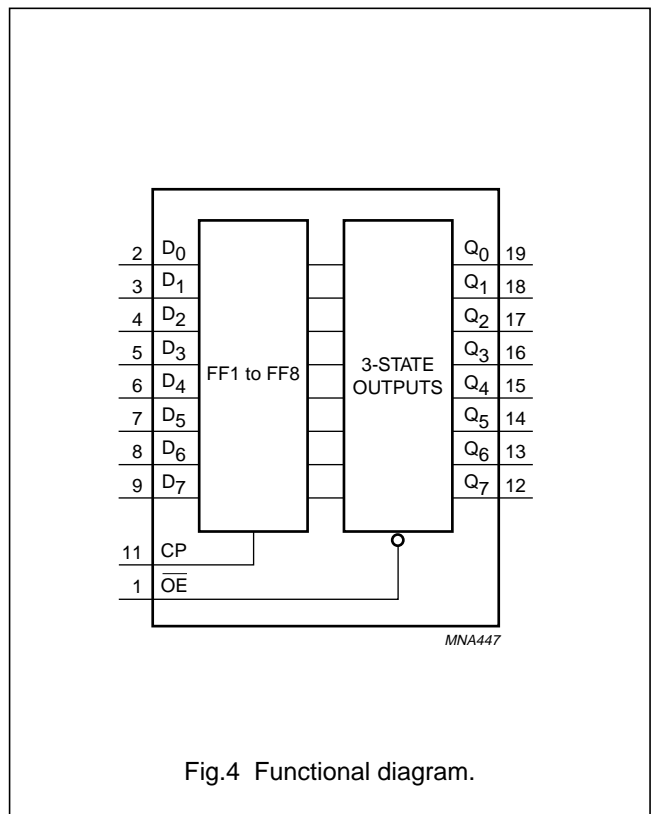 2 D0 Q0 19
3 D1 Q1 18
4 D2 Q2 17
5 D3 Q3 16
FF1 to FF8
3-STATE
OUTPUTS
6 D4 Q4 15
7 D5 Q5 14
8 D6 Q6 13
9 D7 Q7 12
11 CP
1 O̅E̅
MNA447
Fig.4 Functional diagram.